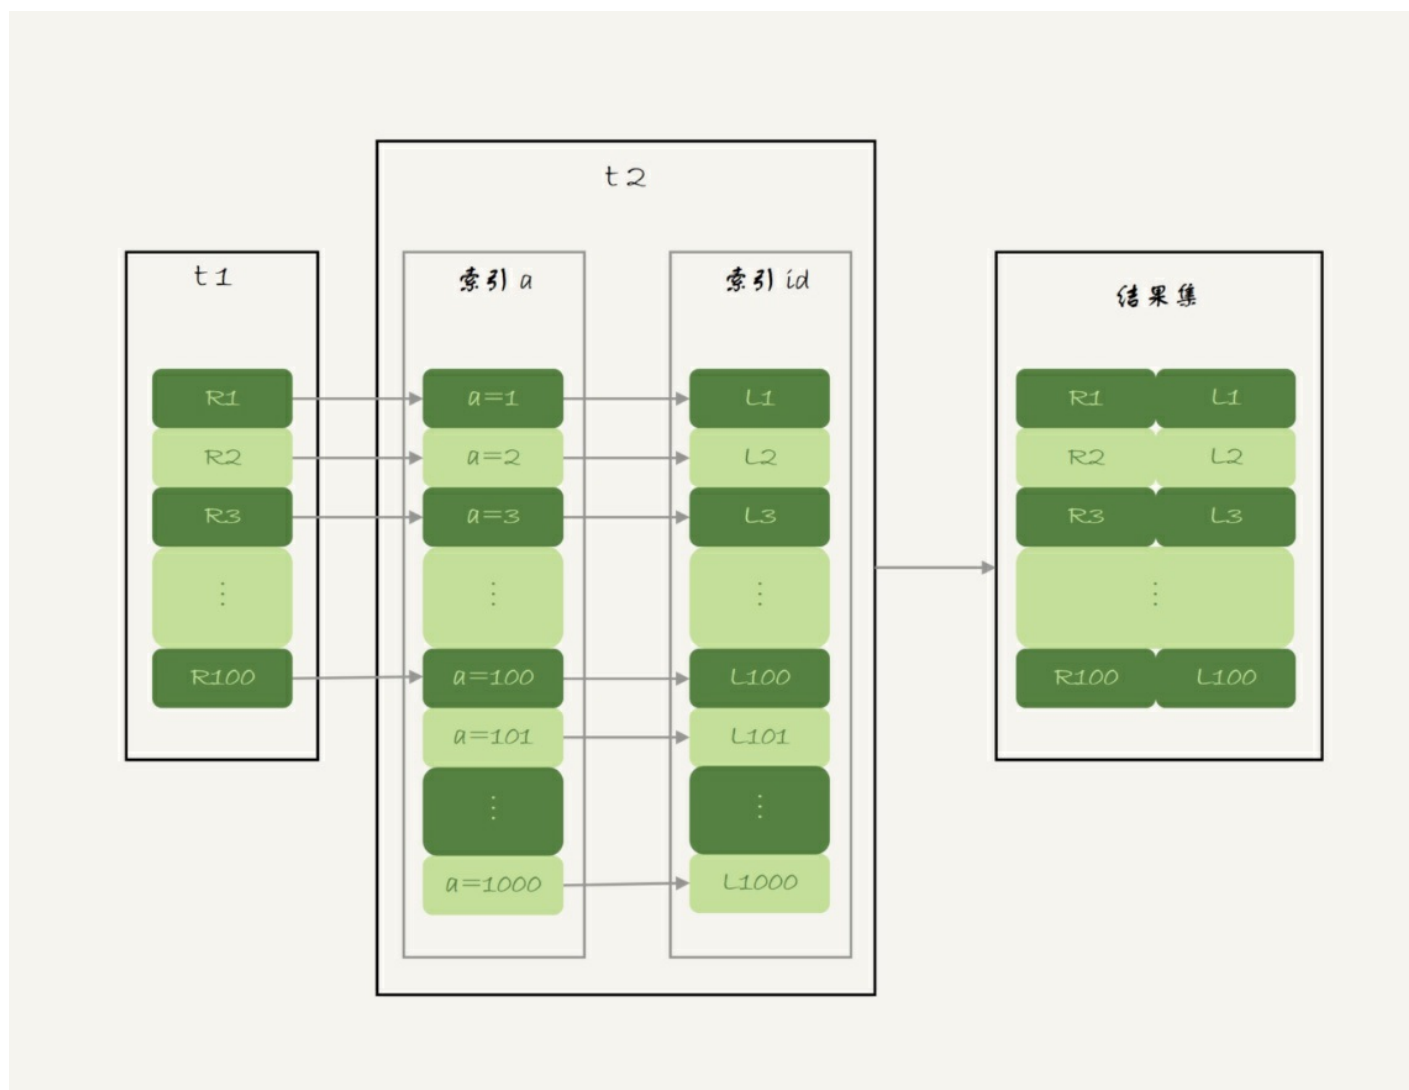 t2
t1
索引 a
索引 id
结果集
R1
a=1
L1
R1
L1
R2
a=2
L2
R2
L2
R3
a=3
L3
R3
L3
⋮
⋮
⋮
⋮
R100
a=100
L100
R100
L100
a=101
L101
⋮
⋮
a=1000
L1000